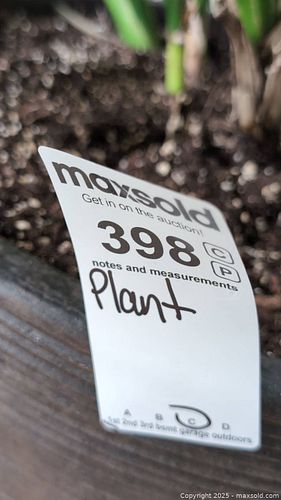 maxsold
Get in on the auction!
398 C
P
notes and measurements
Plant
A B C D
1st 2nd 3rd bsmt garage outdoors
Copyright © 2025 - maxsold.com